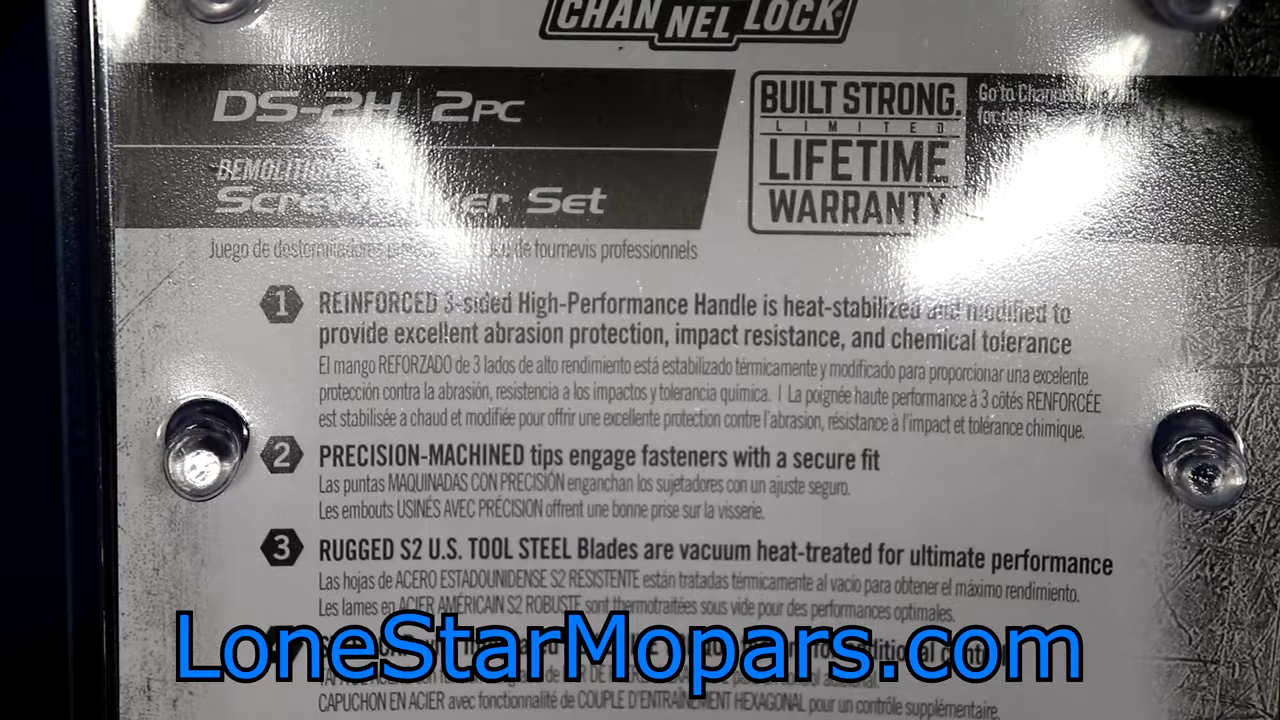 CHANNELLOCK
DS-2H | 2PC
BUILT STRONG.
LIMITED
LIFETIME
WARRANTY
Go to
for details
DEMOLITION
Screwdriver Set
Juego de destornilladores de tournevis professionnels
1 REINFORCED 3-sided High-Performance Handle is heat-stabilized and modified to
provide excellent abrasion protection, impact resistance, and chemical tolerance
El mango REFORZADO de 3 lados de alto rendimiento está estabilizado térmicamente y modificado para proporcionar una excelente
protección contra la abrasión, resistencia a los impactos y tolerancia química. | La poignée haute performance à 3 côtés RENFORCÉE
est stabilisée a chaud et modifiée pour offrir une excellente protection contre l'abrasion, résistance à l'impact et tolérance chimique.
2 PRECISION-MACHINED tips engage fasteners with a secure fit
Las puntas MAQUINADAS CON PRECISIÓN enganchan los sujetadores con un ajuste seguro.
Les embouts USINÉS AVEC PRÉCISION offrent une bonne prise sur la visserie.
3 RUGGED S2 U.S. TOOL STEEL Blades are vacuum heat-treated for ultimate performance
Las hojas de ACERO ESTADOUNIDENSE S2 RESISTENTE están tratadas térmicamente al vacío para obtener el máximo rendimiento.
Les lames en ACIER AMÉRICAIN S2 ROBUSTE sont thermotraitées sous vide pour des performances optimales.
LoneStarMopars.com
CAPUCHON EN ACIER avec fonctionnalité de COUPLE D'ENTRAÎNEMENT HEXAGONAL pour un contrôle supplémentaire.